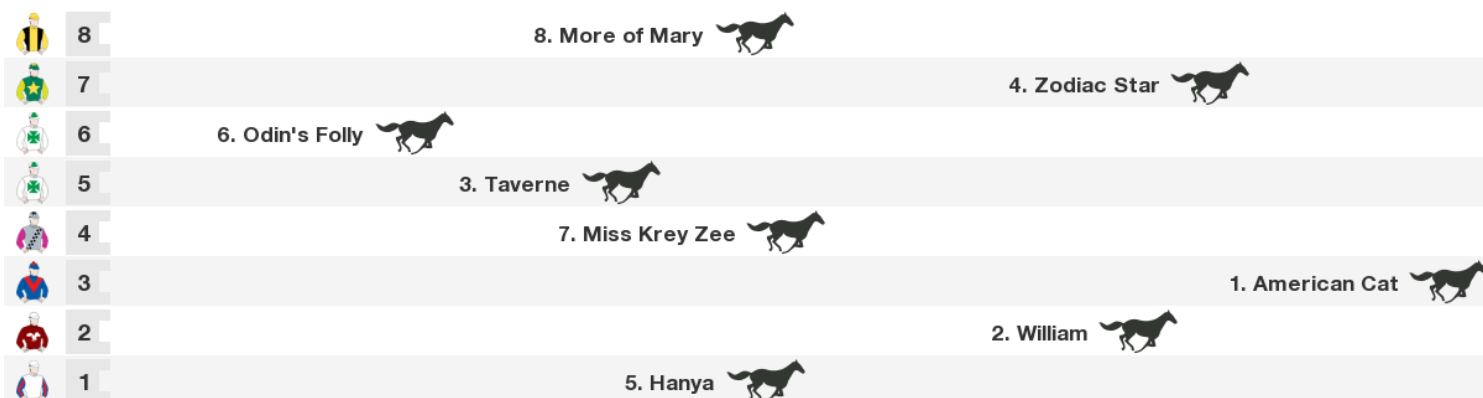 8 8. More of Mary
7 4. Zodiac Star
6 6. Odin's Folly
5 3. Taverne
4 7. Miss Krey Zee
3 1. American Cat
2 2. William
1 5. Hanya